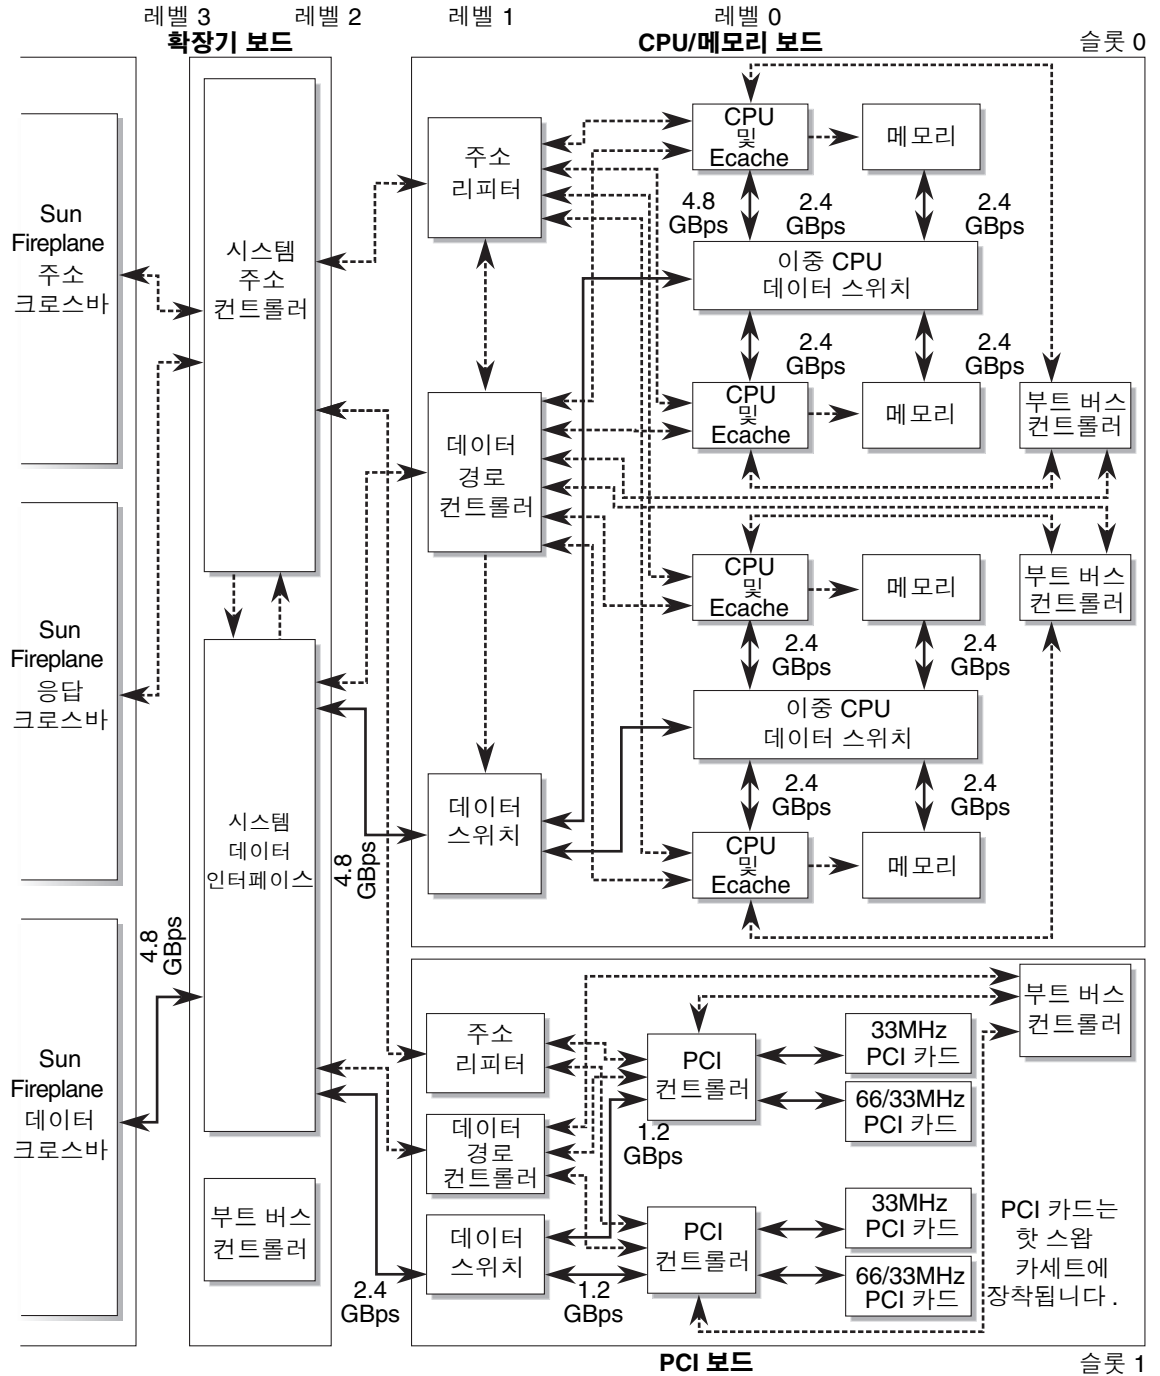 레벨 3
레벨 2
레벨 1
레벨 0
확장기 보드
CPU/메모리 보드
슬롯 0
Sun
Fireplane
주소
크로스바
Sun
Fireplane
응답
크로스바
Sun
Fireplane
데이터
크로스바
4.8
GBps
시스템
주소
컨트롤러
시스템
데이터
인터페이스
부트 버스
컨트롤러
4.8
GBps
2.4
GBps
주소
리피터
데이터
경로
컨트롤러
데이터
스위치
CPU
및
Ecache
메모리
4.8
GBps
2.4
GBps
2.4
GBps
이중 CPU
데이터 스위치
2.4
GBps
2.4
GBps
CPU
및
Ecache
메모리
부트 버스
컨트롤러
CPU
및
Ecache
메모리
부트 버스
컨트롤러
2.4
GBps
2.4
GBps
이중 CPU
데이터 스위치
2.4
GBps
2.4
GBps
CPU
및
Ecache
메모리
주소
리피터
데이터
경로
컨트롤러
데이터
스위치
1.2
GBps
1.2
GBps
PCI
컨트롤러
33MHz
PCI 카드
66/33MHz
PCI 카드
부트 버스
컨트롤러
PCI
컨트롤러
33MHz
PCI 카드
66/33MHz
PCI 카드
PCI 카드는
핫 스왑
카세트에
장착됩니다.
PCI 보드
슬롯 1